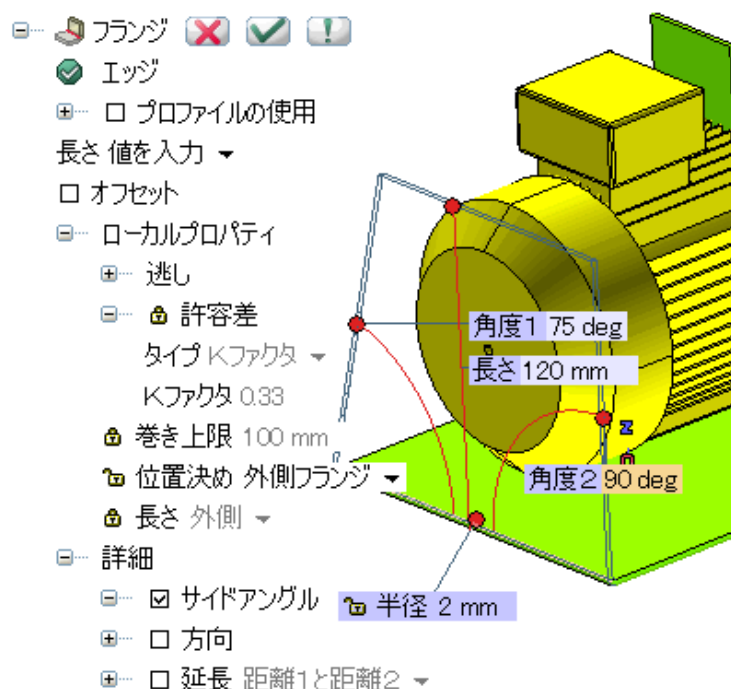 フランジ
エッジ
プロファイルの使用
長さ 値を入力
オフセット
ローカルプロパティ
逃し
許容差
角度1 75 deg
タイプ Kファクタ
長さ 120 mm
Kファクタ 0.33
巻き上限 100 mm
Z
位置決め 外側フランジ
角度2 90 deg
長さ 外側
詳細
サイドアングル
半径 2 mm
方向
延長 距離1と距離2